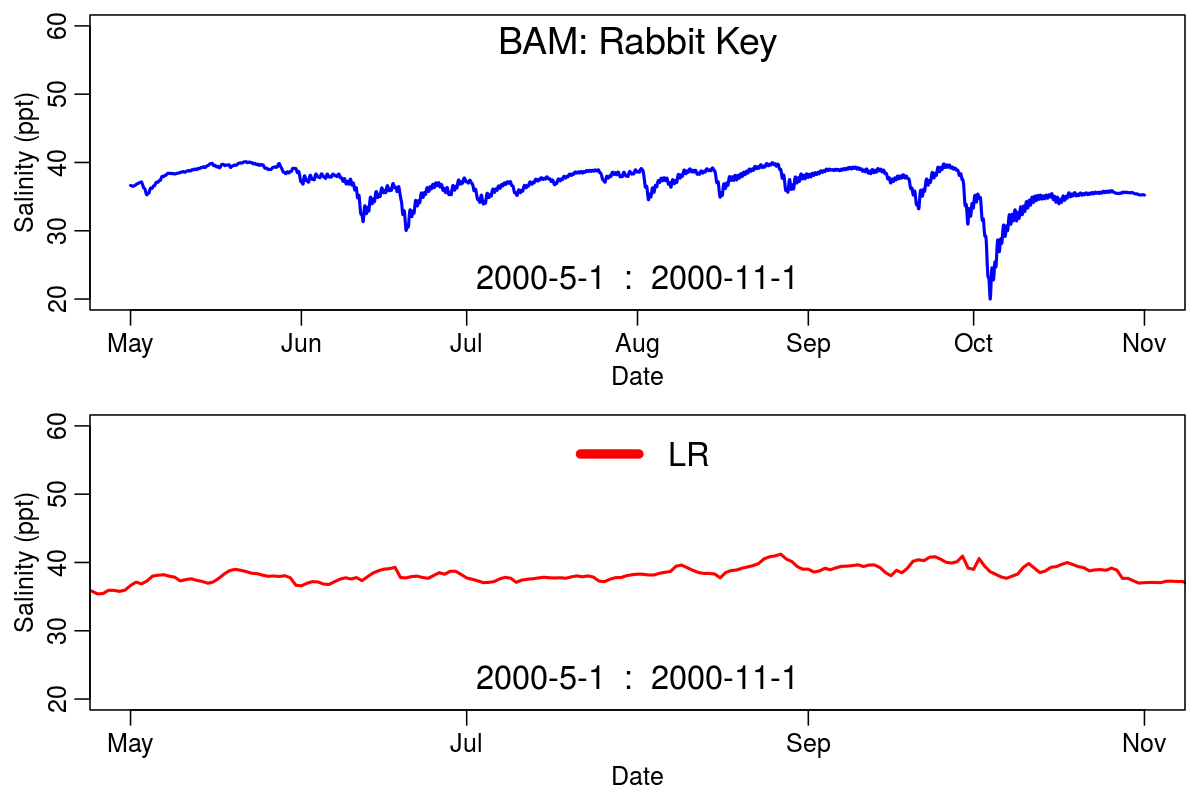 BAM: Rabbit Key
60
50
40
30
20
Salinity (ppt)
2000-5-1 : 2000-11-1
May Jun Jul Aug Sep Oct Nov
Date
LR
60
50
40
30
20
Salinity (ppt)
2000-5-1 : 2000-11-1
May Jul Sep Nov
Date